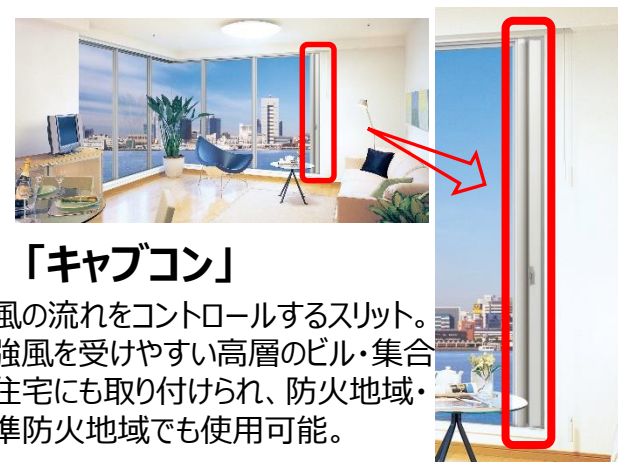 「キャブコン」
風の流れをコントロールするスリット。
強風を受けやすい高層のビル・集合
住宅にも取り付けられ、防火地域・
準防火地域でも使用可能。